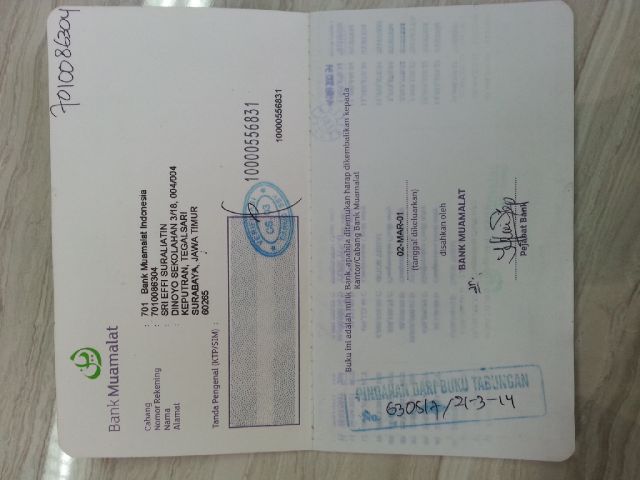 7010086304
Bank Muamalat
Cabang : 701 Bank Muamalat Indonesia
Nomor Rekening : 7010086304
Nama : SRI EFFI SURALIATIN
Alamat : DINOYO SEKOLAHAN 3/18, 004/004
KEPUTRAN, TEGALSARI
SURABAYA, JAWA TIMUR
60265
Tanda Pengenal (KTP/SIM) :
10000556831
10000556831
Buku ini adalah milik Bank, apabila ditemukan harap dikembalikan kepada
Kantor/Cabang Bank Muamalat
02-MAR-01
(tanggal dikeluarkan)
disahkan oleh
BANK MUAMALAT
Pejabat Bank
PINDAHAN DARI BUKU TABUNGAN
No. /21-3-14